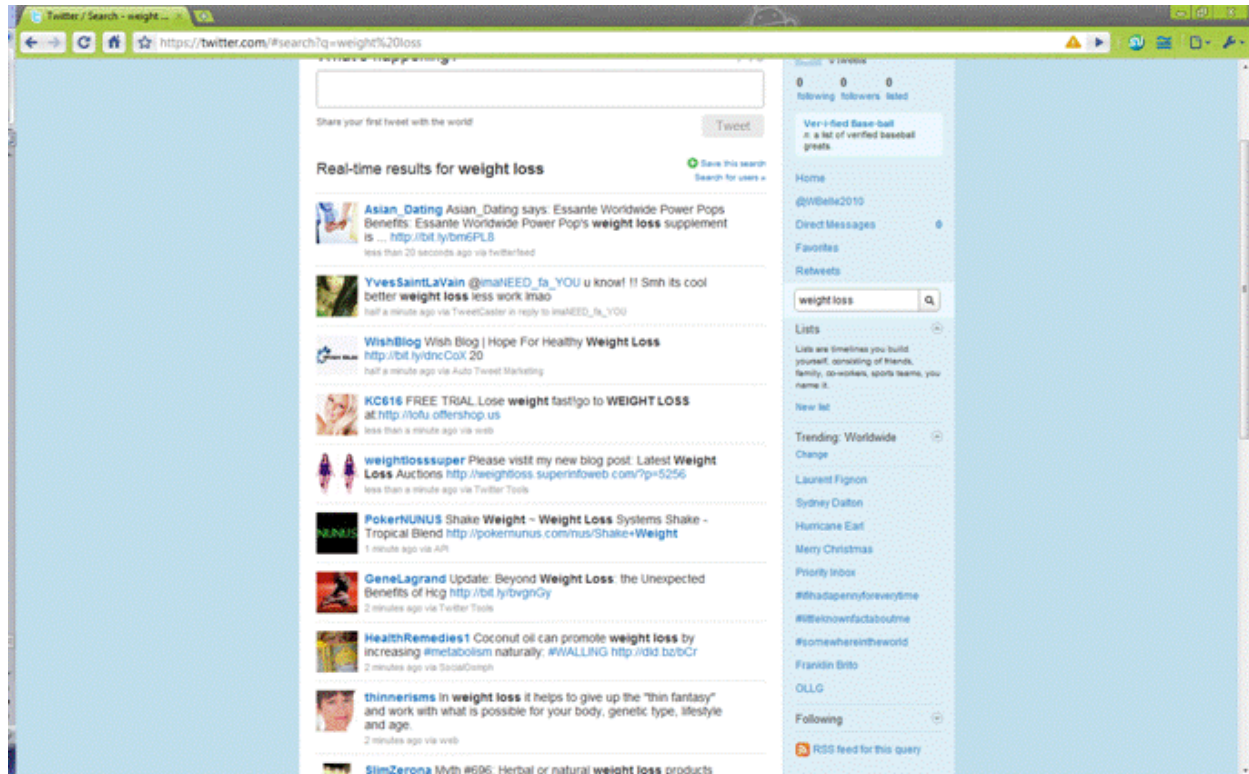 Twitter / Search - weight ...
https://twitter.com/#search?q=weight%20loss
What's happening?
Share your first tweet with the world!
Tweet
Real-time results for weight loss
Save this search
Search for users »
Asian_Dating Asian_Dating says: Essante Worldwide Power Pops
Benefits: Essante Worldwide Power Pop's weight loss supplement
is ... http://bit.ly/bm6PL8
less than 20 seconds ago via twitterfeed
YvesSaintLaVain @imaNEED_fa_YOU u know! !! Smh its cool
better weight loss less work lmao
half a minute ago via TweetCaster in reply to imaNEED_fa_YOU
WishBlog Wish Blog | Hope For Healthy Weight Loss
http://bit.ly/dncCoX 20
half a minute ago via Auto Tweet Marketing
KC616 FREE TRIAL.Lose weight fast!go to WEIGHT LOSS
at:http://lofu.offershop.us
less than a minute ago via web
weightlosssuper Please vistit my new blog post: Latest Weight
Loss Auctions http://weightloss.superinfoweb.com/?p=5256
less than a minute ago via Twitter Tools
NUNUS
PokerNUNUS Shake Weight ~ Weight Loss Systems Shake -
Tropical Blend http://pokernunus.com/nus/Shake+Weight
1 minute ago via API
GeneLagrand Update: Beyond Weight Loss: the Unexpected
Benefits of Hcg http://bit.ly/bvgnGy
2 minutes ago via Twitter Tools
HealthRemedies1 Coconut oil can promote weight loss by
increasing #metabolism naturally: #WALLING http://did.bz/bCr
2 minutes ago via SocialOomph
thinnerisms In weight loss it helps to give up the "thin fantasy"
and work with what is possible for your body, genetic type, lifestyle
and age.
2 minutes ago via web
SlimZerona Myth #696: Herbal or natural weight loss products
0 tweets
0 0 0
following followers listed
Ver-i-fied Base-ball
n: a list of verified baseball
greats.
Home
@WBelle2010
Direct Messages 0
Favorites
Retweets
weight loss
Lists
Lists are timelines you build
yourself, consisting of friends,
family, co-workers, sports teams, you
name it.
New list
Trending: Worldwide
Change
Laurent Fignon
Sydney Dalton
Hurricane Earl
Merry Christmas
Priority Inbox
#ifihadapennyforeverytime
#littleknownfactaboutme
#somewhereintheworld
Franklin Brito
OLLG
Following
RSS feed for this query